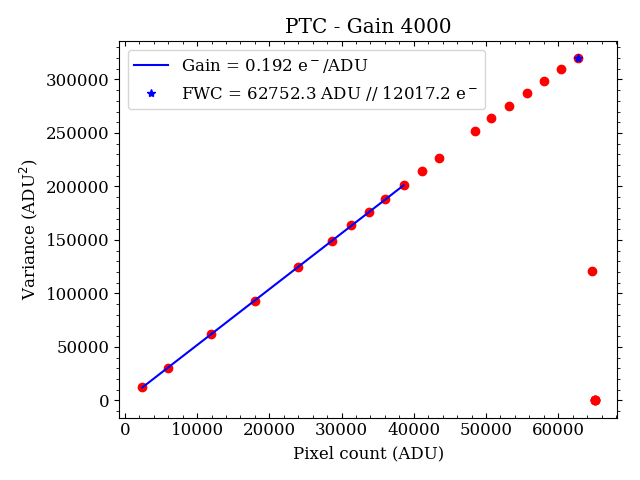 PTC - Gain 4000
Gain = 0.192 e⁻/ADU
FWC = 62752.3 ADU // 12017.2 e⁻
300000
250000
200000
150000
100000
50000
0
Variance (ADU²)
0 10000 20000 30000 40000 50000 60000
Pixel count (ADU)